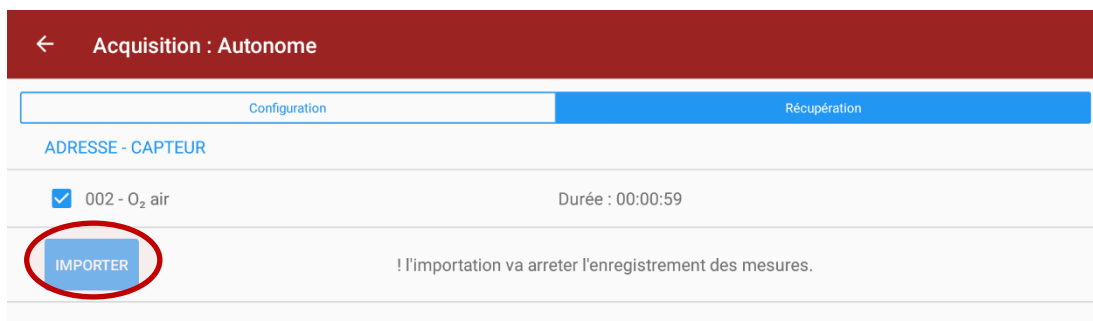 Acquisition : Autonome
Configuration
Récupération
ADRESSE - CAPTEUR
002 - O₂ air
Durée : 00:00:59
IMPORTER
! l'importation va arreter l'enregistrement des mesures.